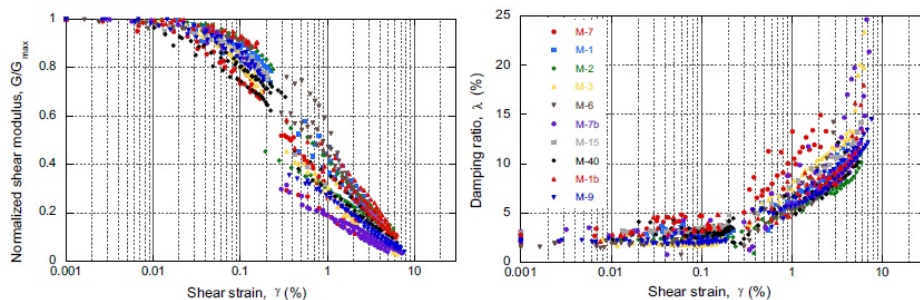 Normalized shear modulus, G/Gmax
1
0.8
0.6
0.4
0.2
0
0.001
0.01
0.1
1
10
Shear strain, γ (%)
Damping ratio, λ (%)
25
20
15
10
5
0
M-7
M-1
M-2
M-3
M-6
M-7b
M-15
M-40
M-1b
M-9
0.001
0.01
0.1
1
10
Shear strain, γ (%)